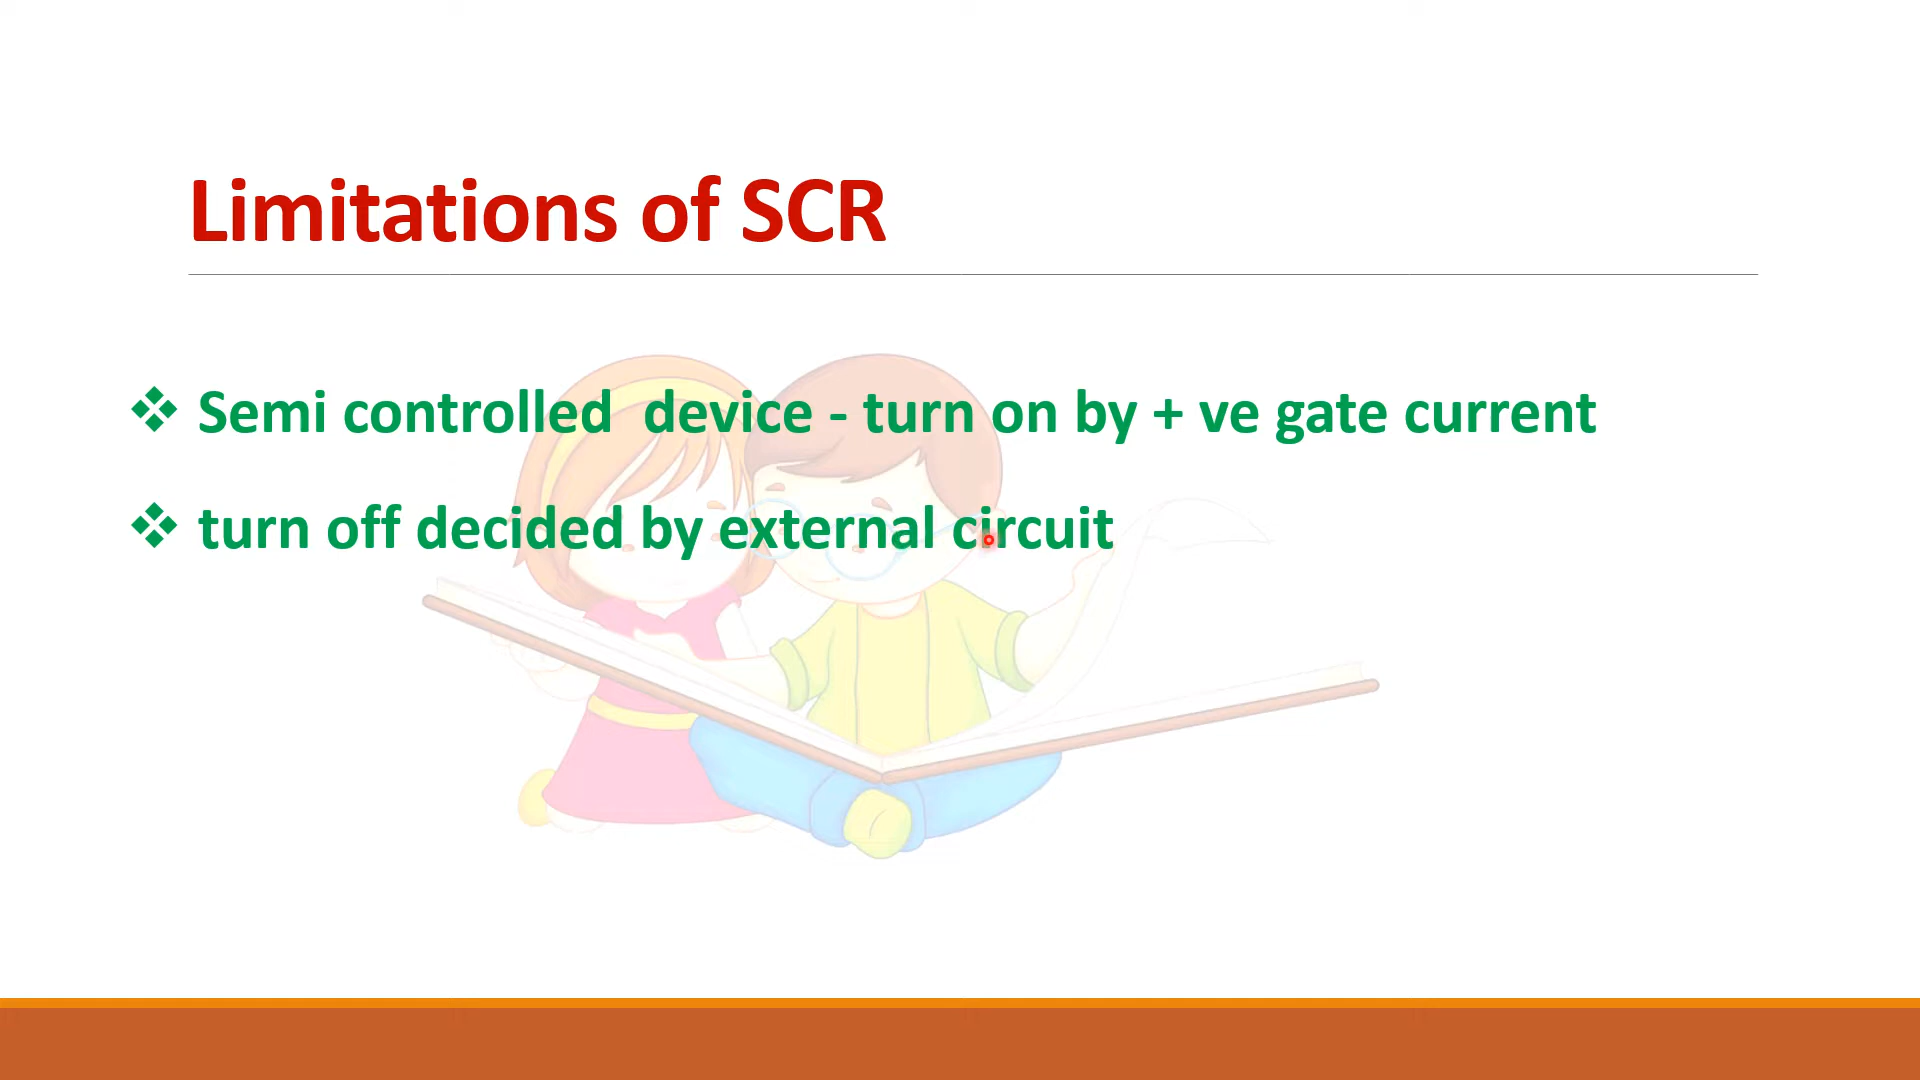 Limitations of SCR
❖ Semi controlled device - turn on by + ve gate current
❖ turn off decided by external circuit